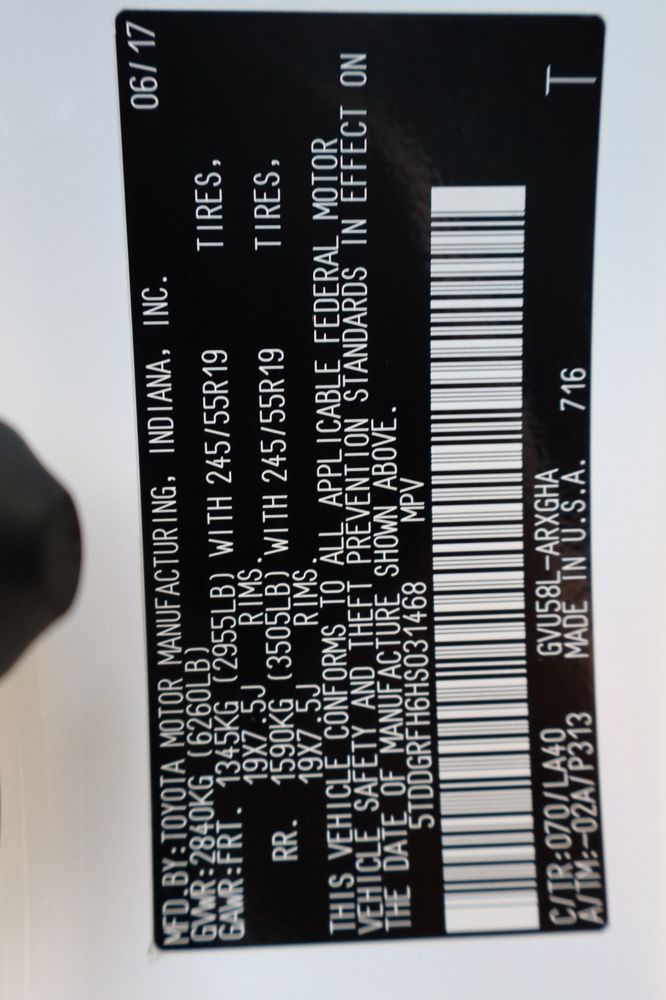 MFD.BY:TOYOTA MOTOR MANUFACTURING, INDIANA, INC. 06/17
GVWR:2840KG (6260LB)
GAWR:FRT. 1345KG (2955LB) WITH 245/55R19 TIRES,
19X7.5J RIMS.
RR. 1590KG (3505LB) WITH 245/55R19 TIRES,
19X7.5J RIMS.
THIS VEHICLE CONFORMS TO ALL APPLICABLE FEDERAL MOTOR
VEHICLE SAFETY AND THEFT PREVENTION STANDARDS IN EFFECT ON
THE DATE OF MANUFACTURE SHOWN ABOVE.
5TDDGRFH6HS031468 MPV
C/TR:070/LA40 GVU58L-ARXGHA T
A/TM:-02A/P313 MADE IN U.S.A. 716